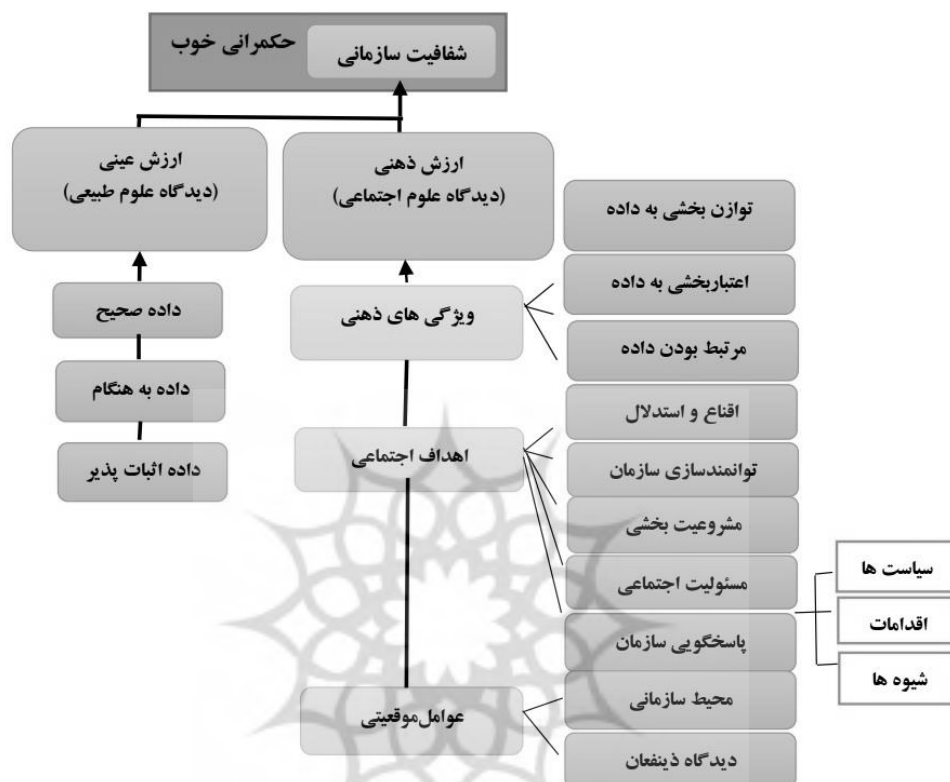 حکمرانی خوب
شفافیت سازمانی
ارزش ذهنی
(دیدگاه علوم اجتماعی)
ارزش عینی
(دیدگاه علوم طبیعی)
توازن بخشی به داده
اعتباربخشی به داده
ویژگی های ذهنی
داده صحیح
مرتبط بودن داده
داده به هنگام
اقناع و استدلال
اهداف اجتماعی
داده اثبات پذیر
توانمندسازی سازمان
مشروعیت بخشی
مسئولیت اجتماعی
سیاست ها
اقدامات
پاسخگویی سازمان
شیوه ها
محیط سازمانی
عوامل‌موقعیتی
دیدگاه ذینفعان